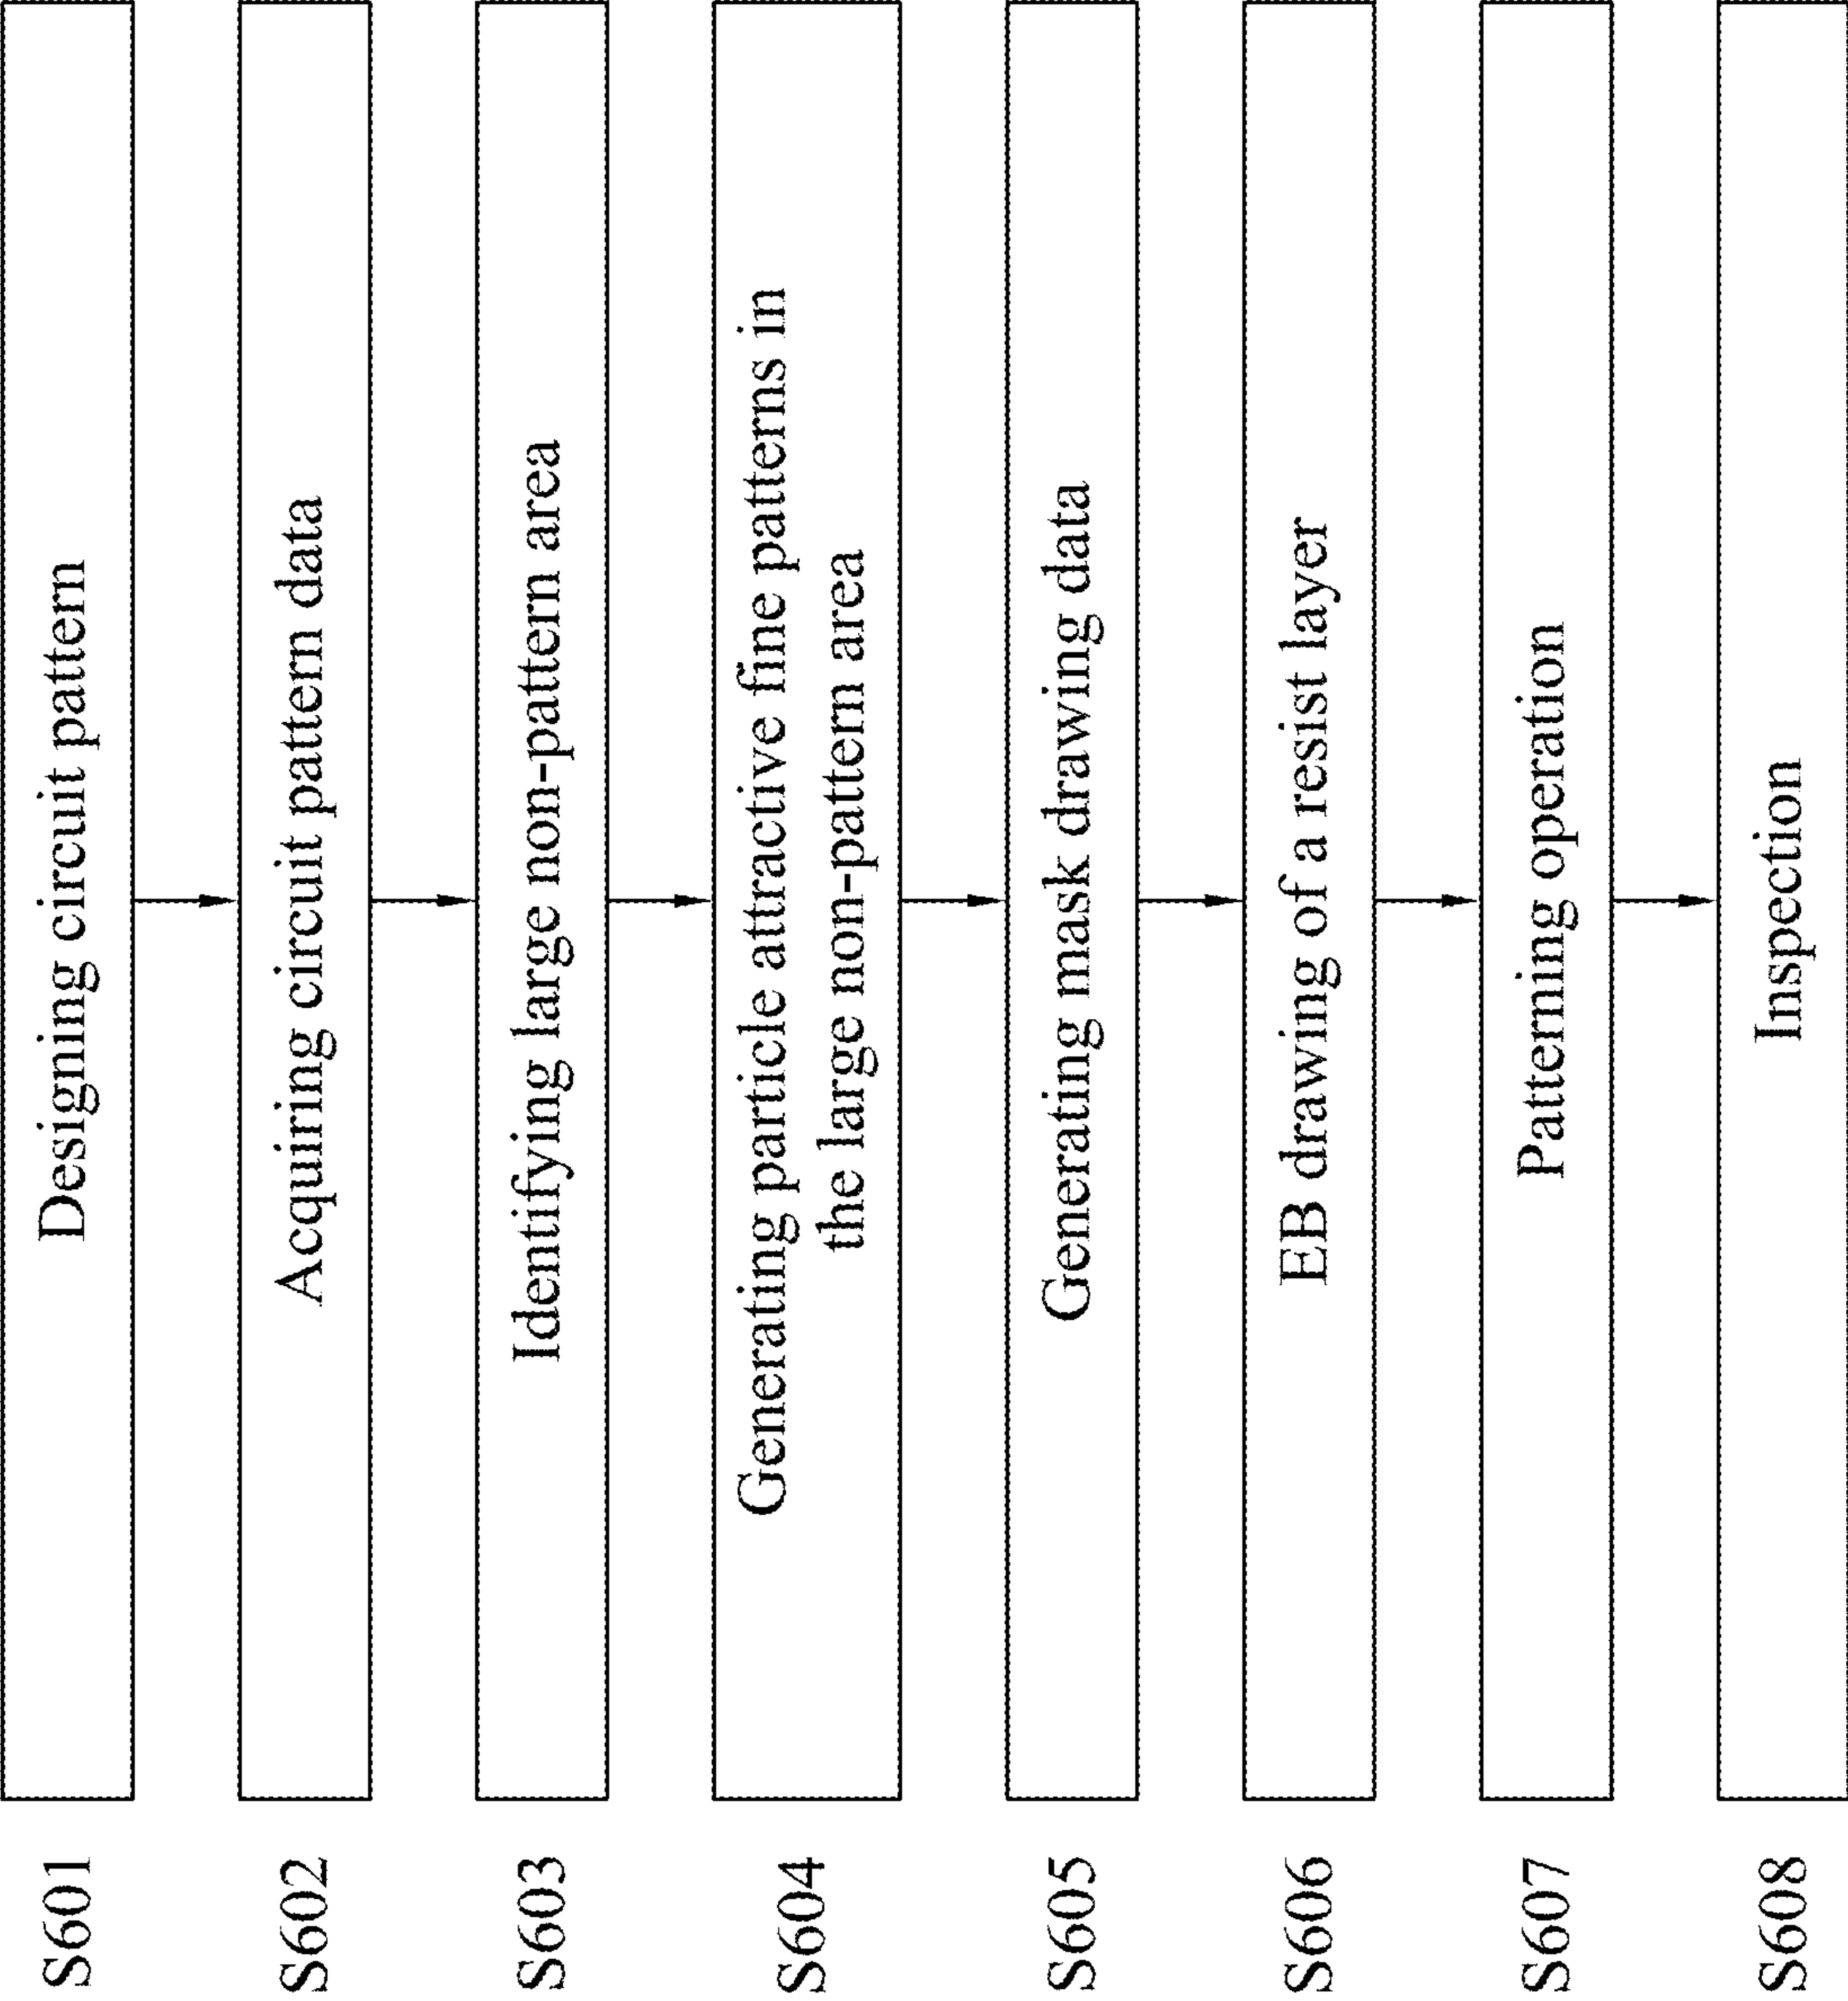 S601
Designing circuit pattern
S602
Acquiring circuit pattern data
S603
Identifying large non-pattern area
S604
Generating particle attractive fine patterns in
the large non-pattern area
S605
Generating mask drawing data
S606
EB drawing of a resist layer
S607
Patterning operation
S608
Inspection